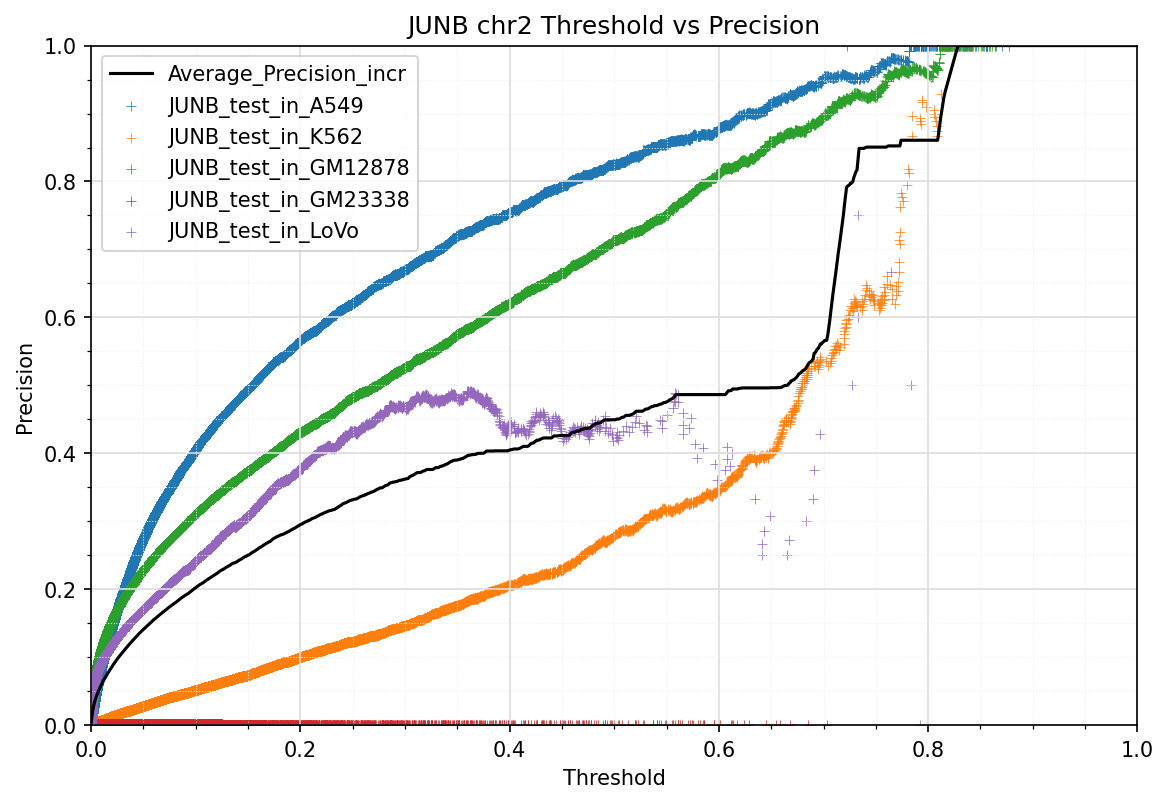 JUNB chr2 Threshold vs Precision
1.0
0.8
0.6
0.4
0.2
0.0
Precision
Average_Precision_incr
JUNB_test_in_A549
JUNB_test_in_K562
JUNB_test_in_GM12878
JUNB_test_in_GM23338
JUNB_test_in_LoVo
0.0 0.2 0.4 0.6 0.8 1.0
Threshold